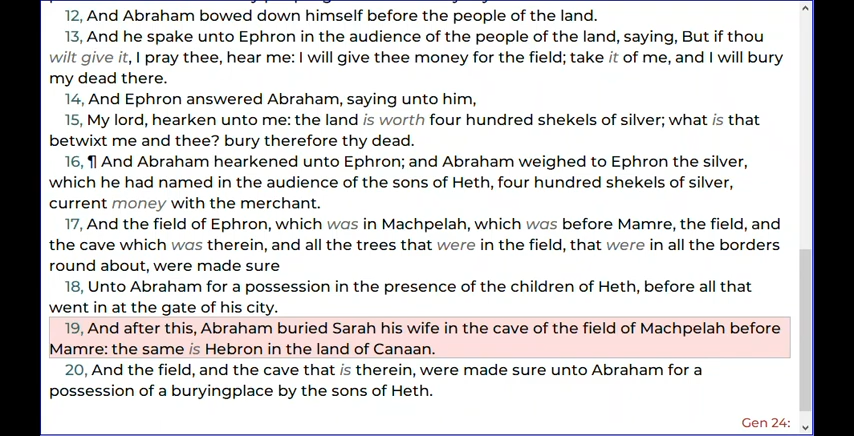 12, And Abraham bowed down himself before the people of the land.
13, And he spake unto Ephron in the audience of the people of the land, saying, But if thou
wilt give it, I pray thee, hear me: I will give thee money for the field; take it of me, and I will bury
my dead there.
14, And Ephron answered Abraham, saying unto him,
15, My lord, hearken unto me: the land is worth four hundred shekels of silver; what is that
betwixt me and thee? bury therefore thy dead.
16, ¶ And Abraham hearkened unto Ephron; and Abraham weighed to Ephron the silver,
which he had named in the audience of the sons of Heth, four hundred shekels of silver,
current money with the merchant.
17, And the field of Ephron, which was in Machpelah, which was before Mamre, the field, and
the cave which was therein, and all the trees that were in the field, that were in all the borders
round about, were made sure
18, Unto Abraham for a possession in the presence of the children of Heth, before all that
went in at the gate of his city.
19, And after this, Abraham buried Sarah his wife in the cave of the field of Machpelah before
Mamre: the same is Hebron in the land of Canaan.
20, And the field, and the cave that is therein, were made sure unto Abraham for a
possession of a buryingplace by the sons of Heth.
Gen 24: